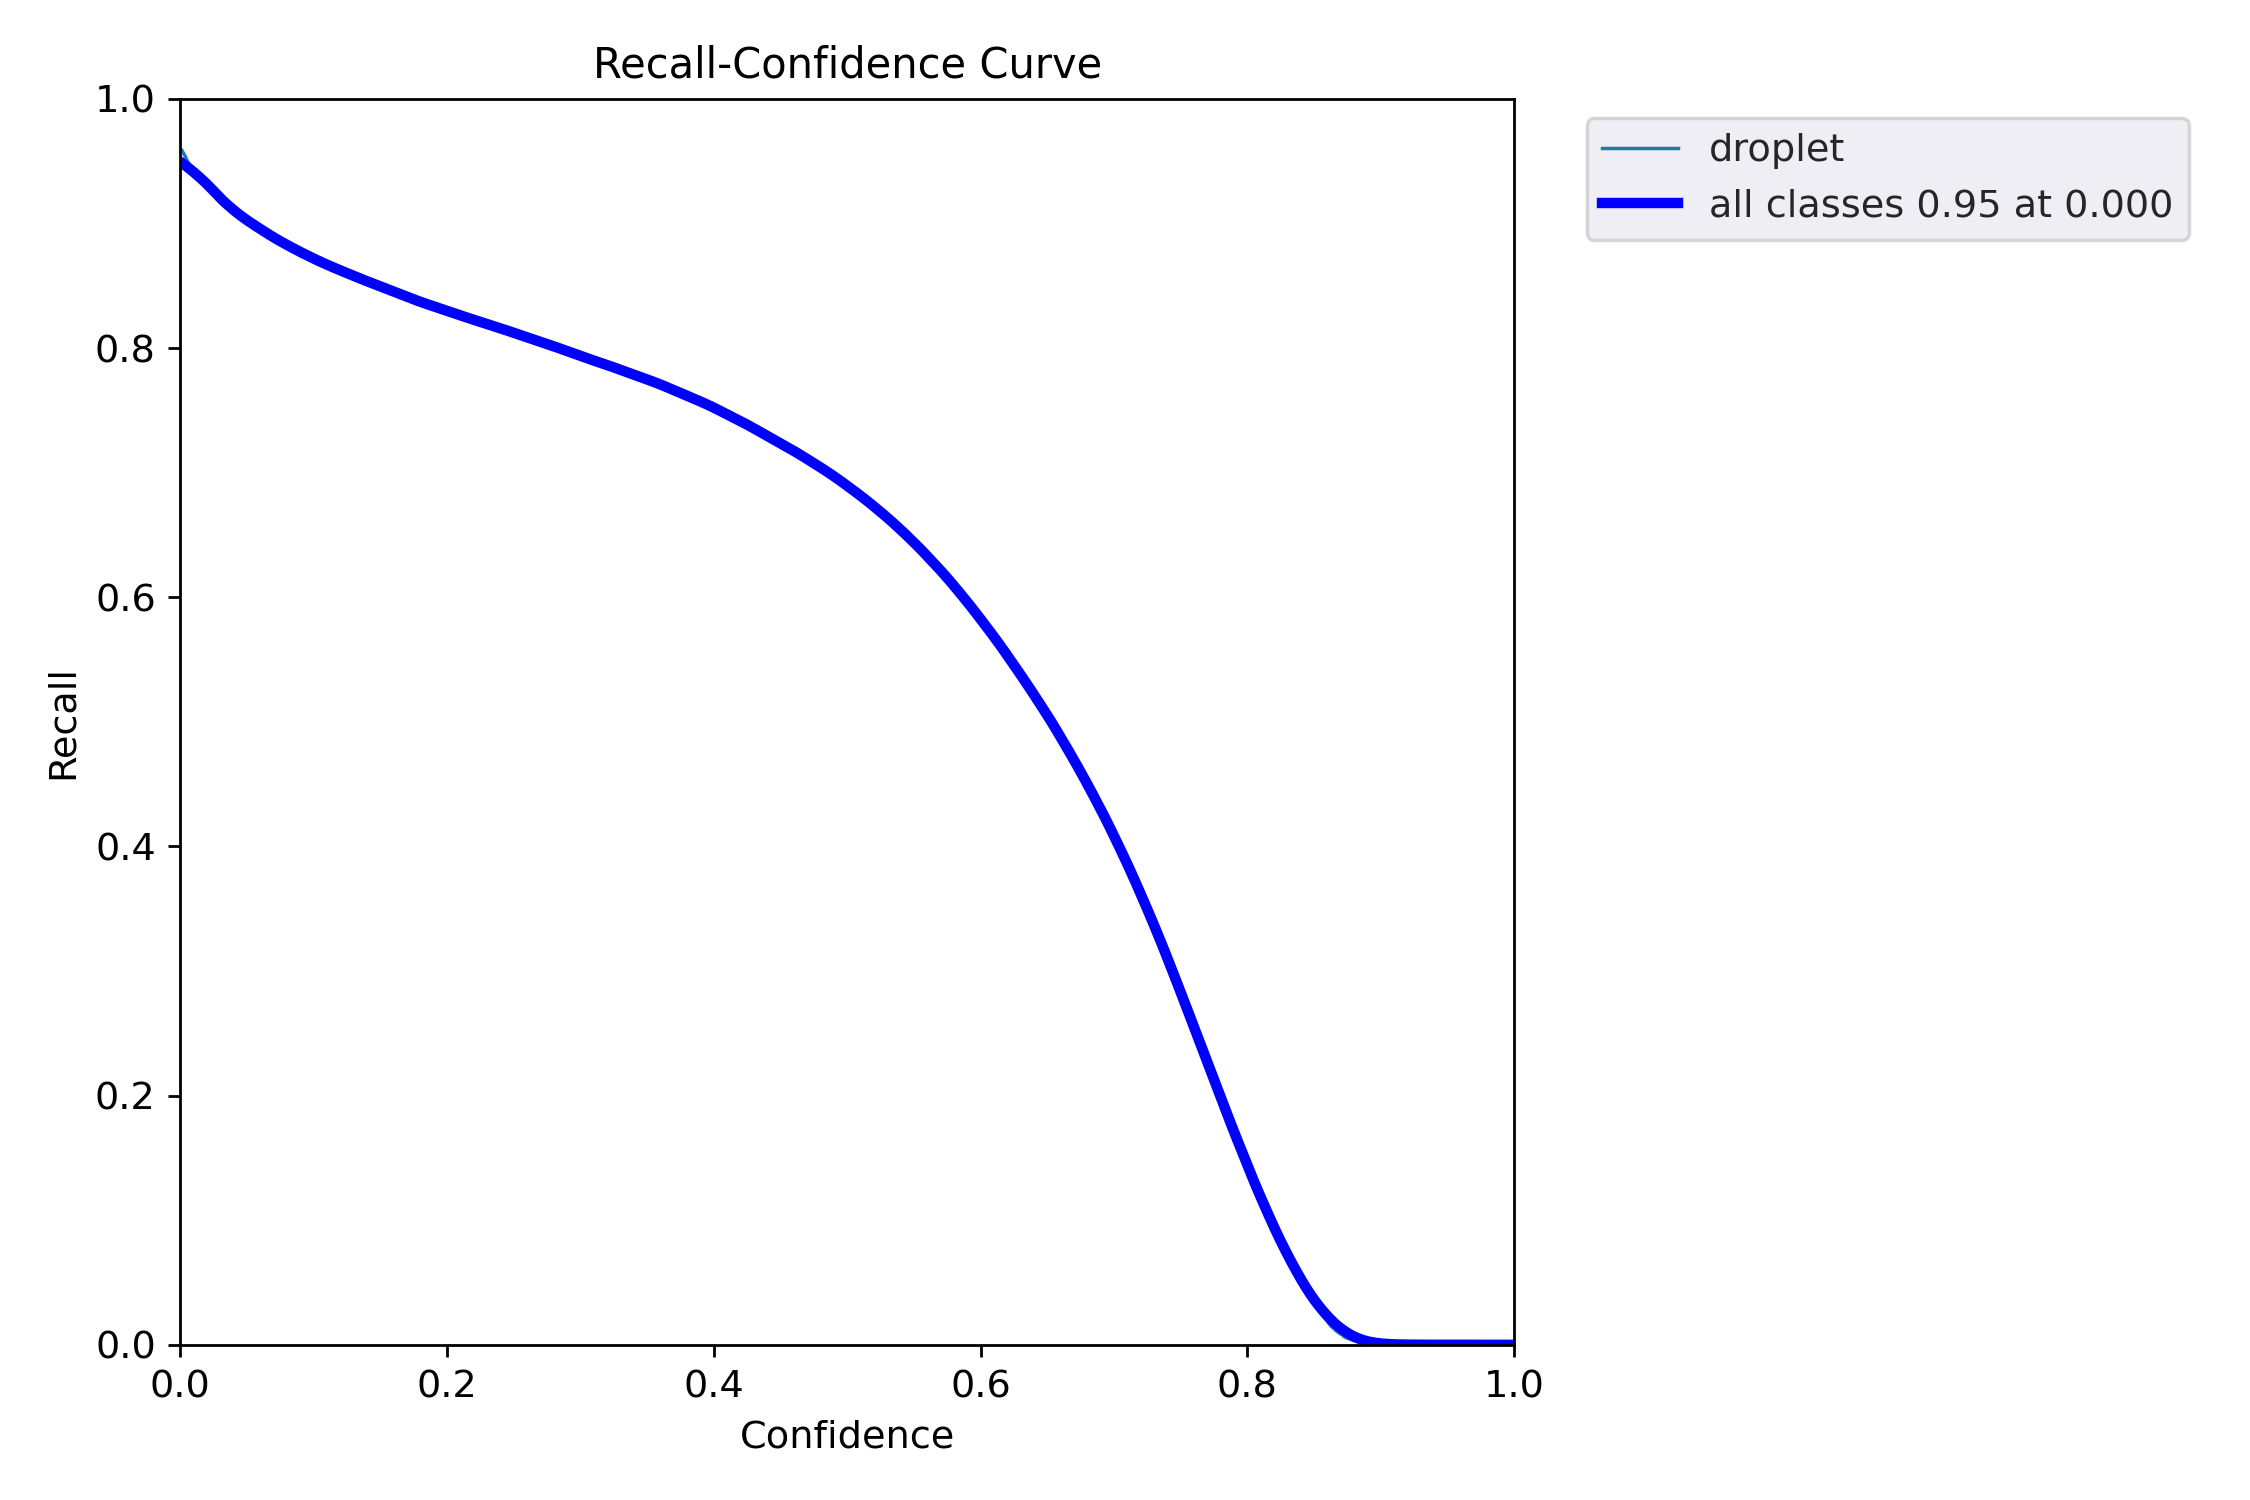 Recall-Confidence Curve
1.0
0.8
0.6
0.4
0.2
0.0
Recall
0.0 0.2 0.4 0.6 0.8 1.0
Confidence
droplet
all classes 0.95 at 0.000